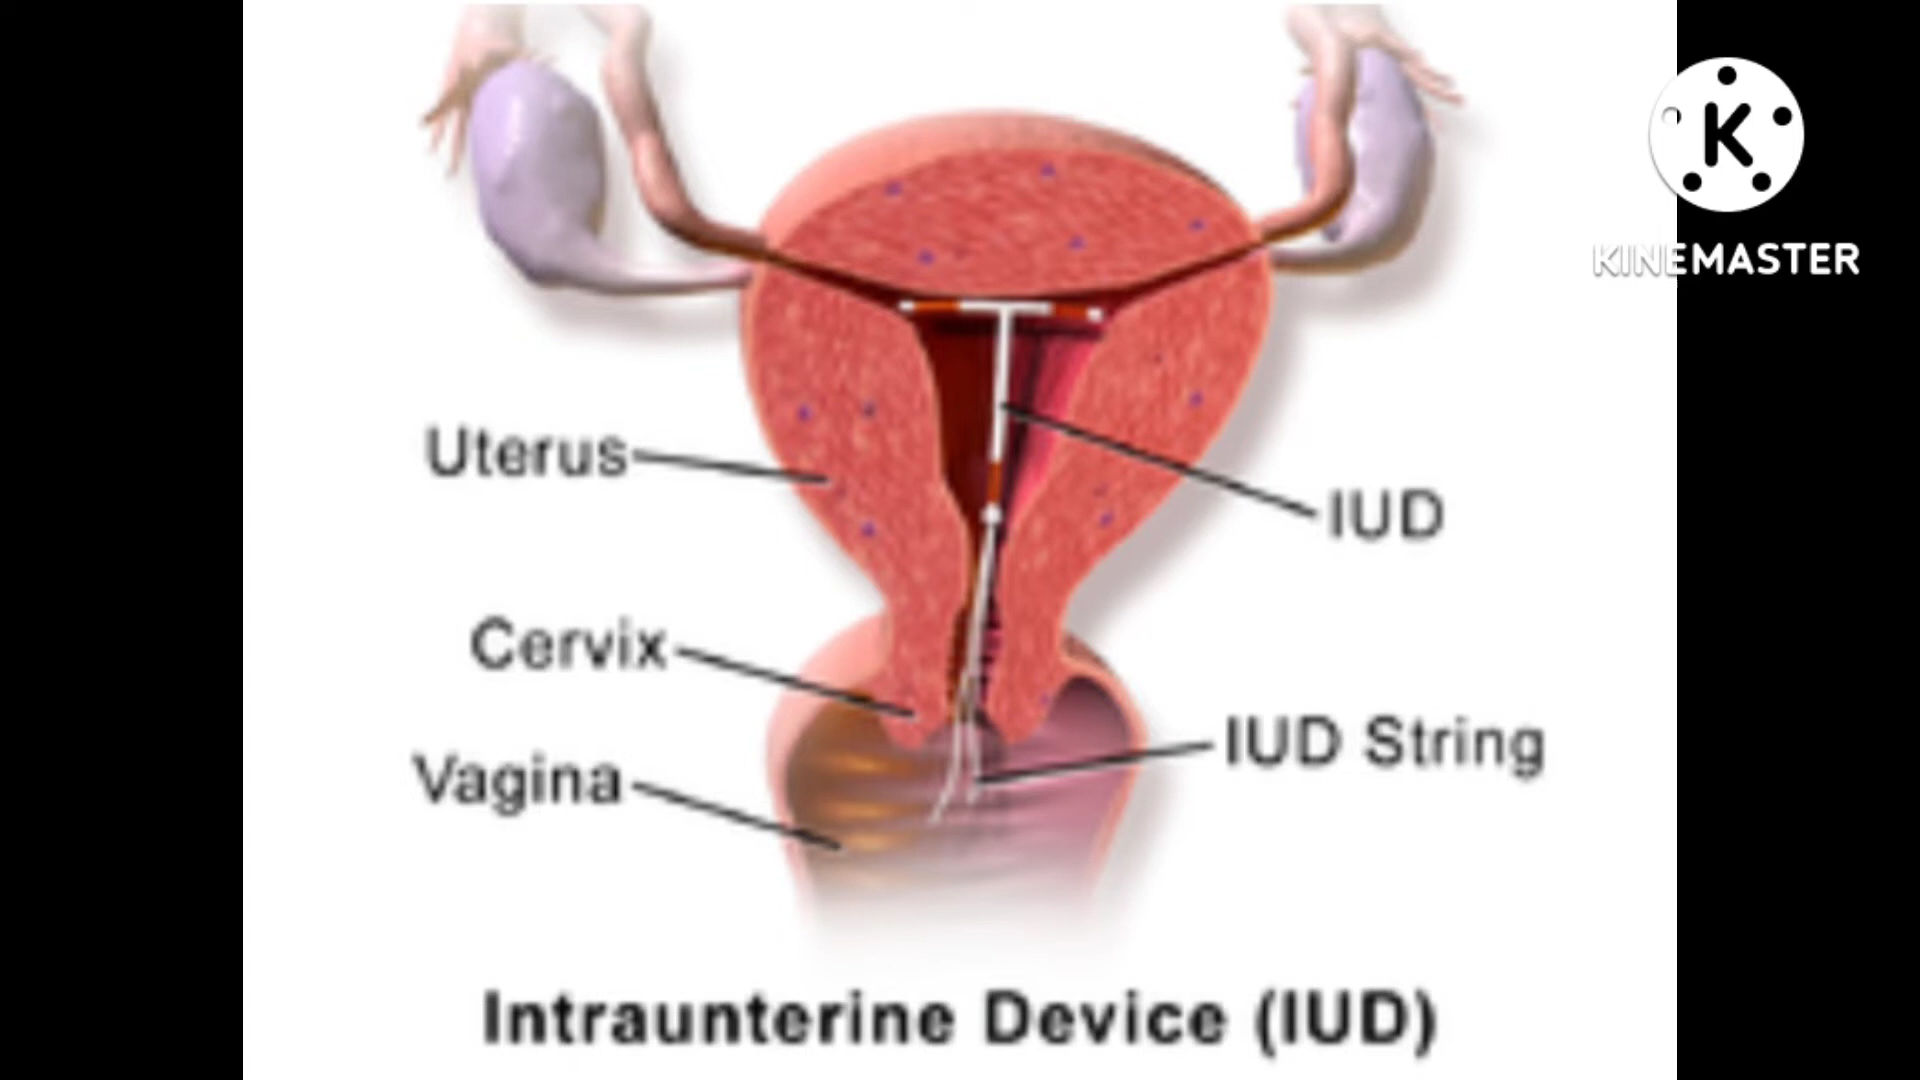 K
KINEMASTER
Uterus
IUD
Cervix
IUD String
Vagina
Intraunterine Device (IUD)